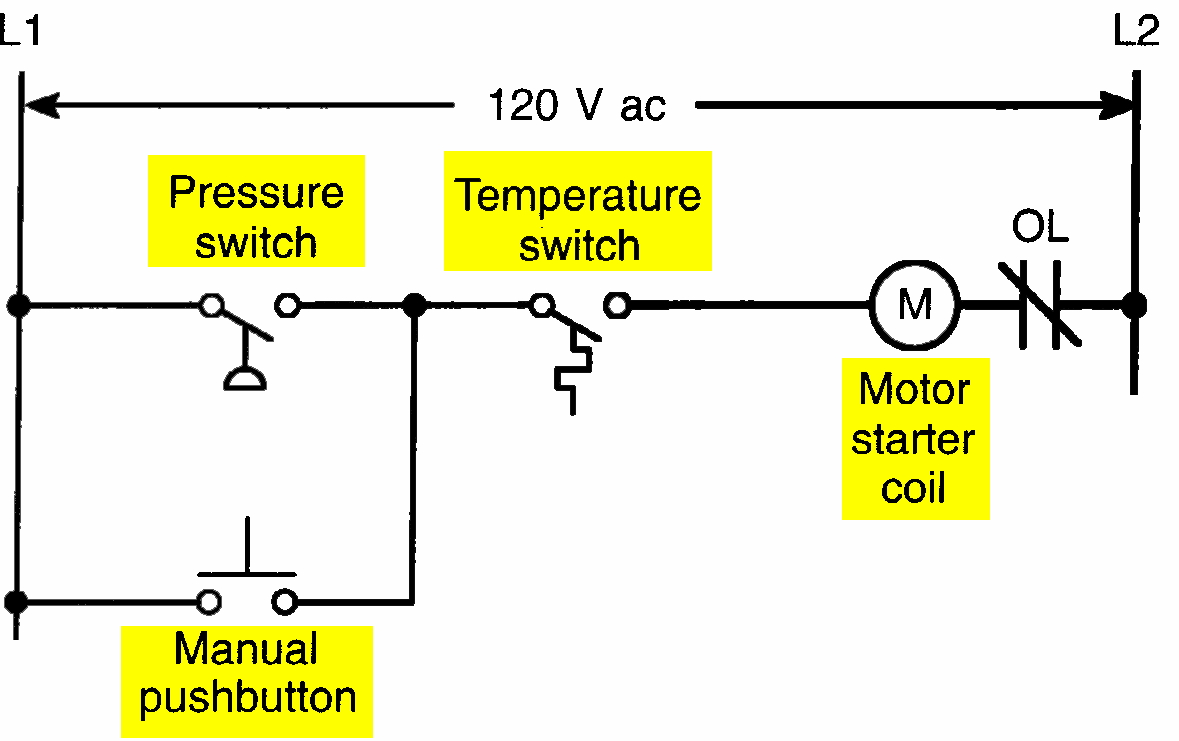 L1
L2
120 V ac
Pressure
switch
Temperature
switch
OL
M
Motor
starter
coil
Manual
pushbutton